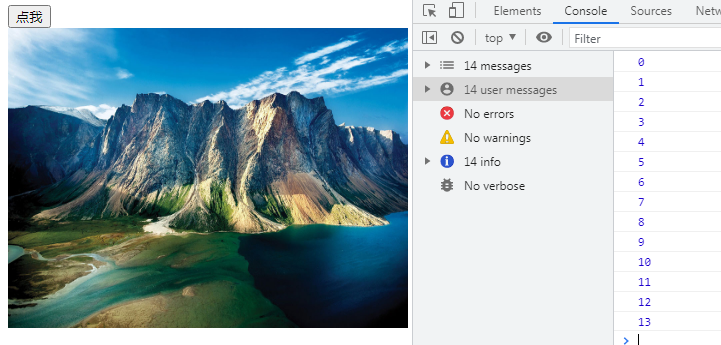 点我
Elements Console Sources Netw
top ▼ Filter
14 messages
14 user messages
No errors
No warnings
14 info
No verbose
0
1
2
3
4
5
6
7
8
9
10
11
12
13